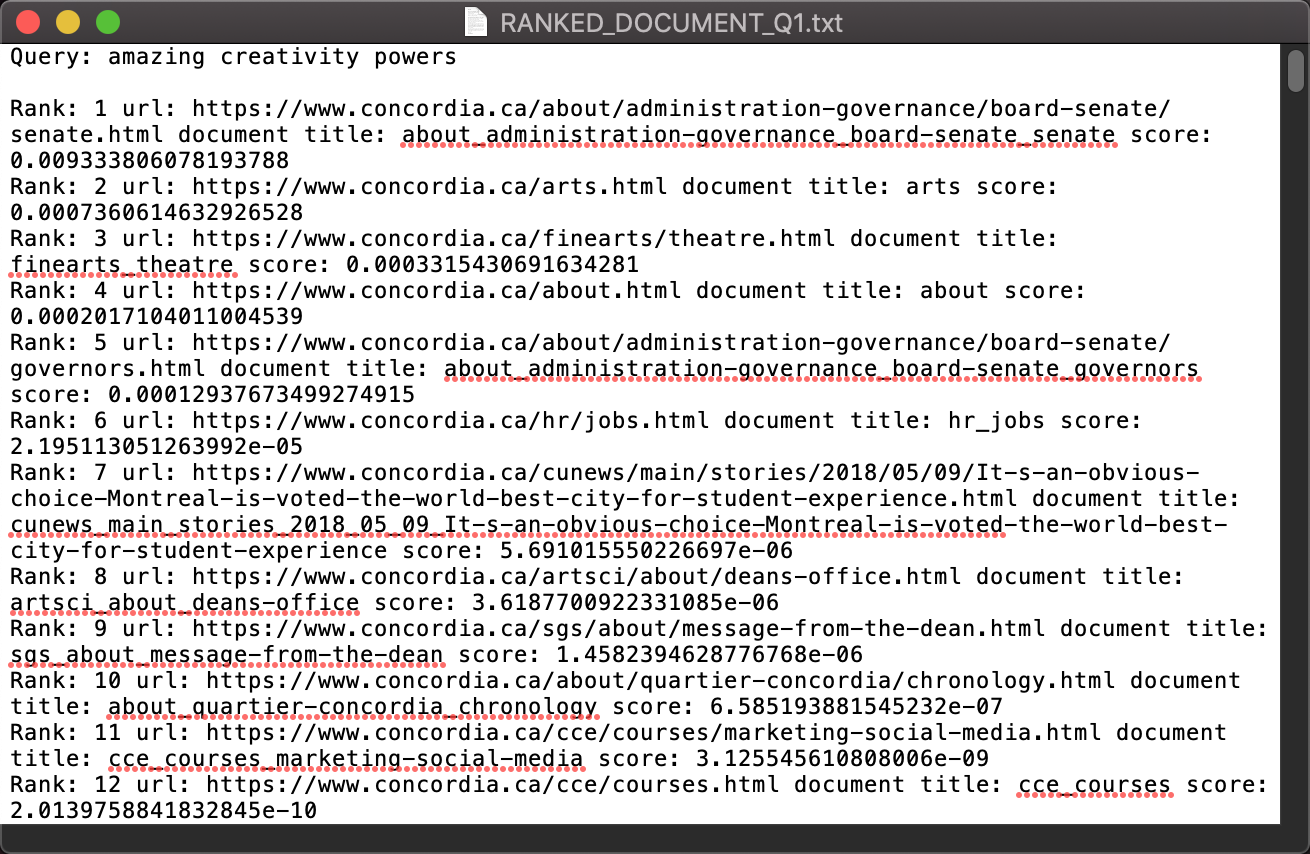 RANKED_DOCUMENT_Q1.txt
Query: amazing creativity powers
Rank: 1 url: https://www.concordia.ca/about/administration-governance/board-senate/
senate.html document title: about_administration-governance_board-senate_senate score:
0.009333806078193788
Rank: 2 url: https://www.concordia.ca/arts.html document title: arts score:
0.0007360614632926528
Rank: 3 url: https://www.concordia.ca/finearts/theatre.html document title:
finearts_theatre score: 0.0003315430691634281
Rank: 4 url: https://www.concordia.ca/about.html document title: about score:
0.0002017104011004539
Rank: 5 url: https://www.concordia.ca/about/administration-governance/board-senate/
governors.html document title: about_administration-governance_board-senate_governors
score: 0.00012937673499274915
Rank: 6 url: https://www.concordia.ca/hr/jobs.html document title: hr_jobs score:
2.195113051263992e-05
Rank: 7 url: https://www.concordia.ca/cunews/main/stories/2018/05/09/It-s-an-obvious-
choice-Montreal-is-voted-the-world-best-city-for-student-experience.html document title:
cunews_main_stories_2018_05_09_It-s-an-obvious-choice-Montreal-is-voted-the-world-best-
city-for-student-experience score: 5.691015550226697e-06
Rank: 8 url: https://www.concordia.ca/artsci/about/deans-office.html document title:
artsci_about_deans-office score: 3.6187700922331085e-06
Rank: 9 url: https://www.concordia.ca/sgs/about/message-from-the-dean.html document title:
sgs_about_message-from-the-dean score: 1.4582394628776768e-06
Rank: 10 url: https://www.concordia.ca/about/quartier-concordia/chronology.html document
title: about_quartier-concordia_chronology score: 6.585193881545232e-07
Rank: 11 url: https://www.concordia.ca/cce/courses/marketing-social-media.html document
title: cce_courses_marketing-social-media score: 3.125545610808006e-09
Rank: 12 url: https://www.concordia.ca/cce/courses.html document title: cce_courses score:
2.0139758841832845e-10